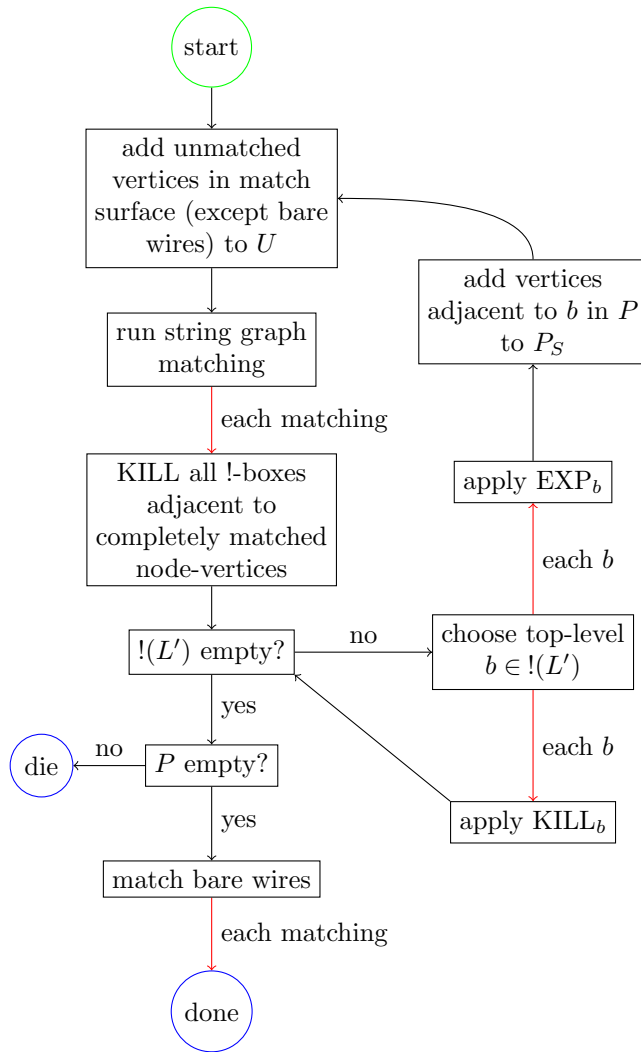 start
add unmatched
vertices in match
surface (except bare
wires) to U
add vertices
adjacent to b in P
to P_S
run string graph
matching
each matching
KILL all !-boxes
adjacent to
completely matched
node-vertices
apply EXP_b
each b
!(L′) empty?
no
choose top-level
b ∈ !(L′)
yes
each b
die
no
P empty?
apply KILL_b
yes
match bare wires
each matching
done